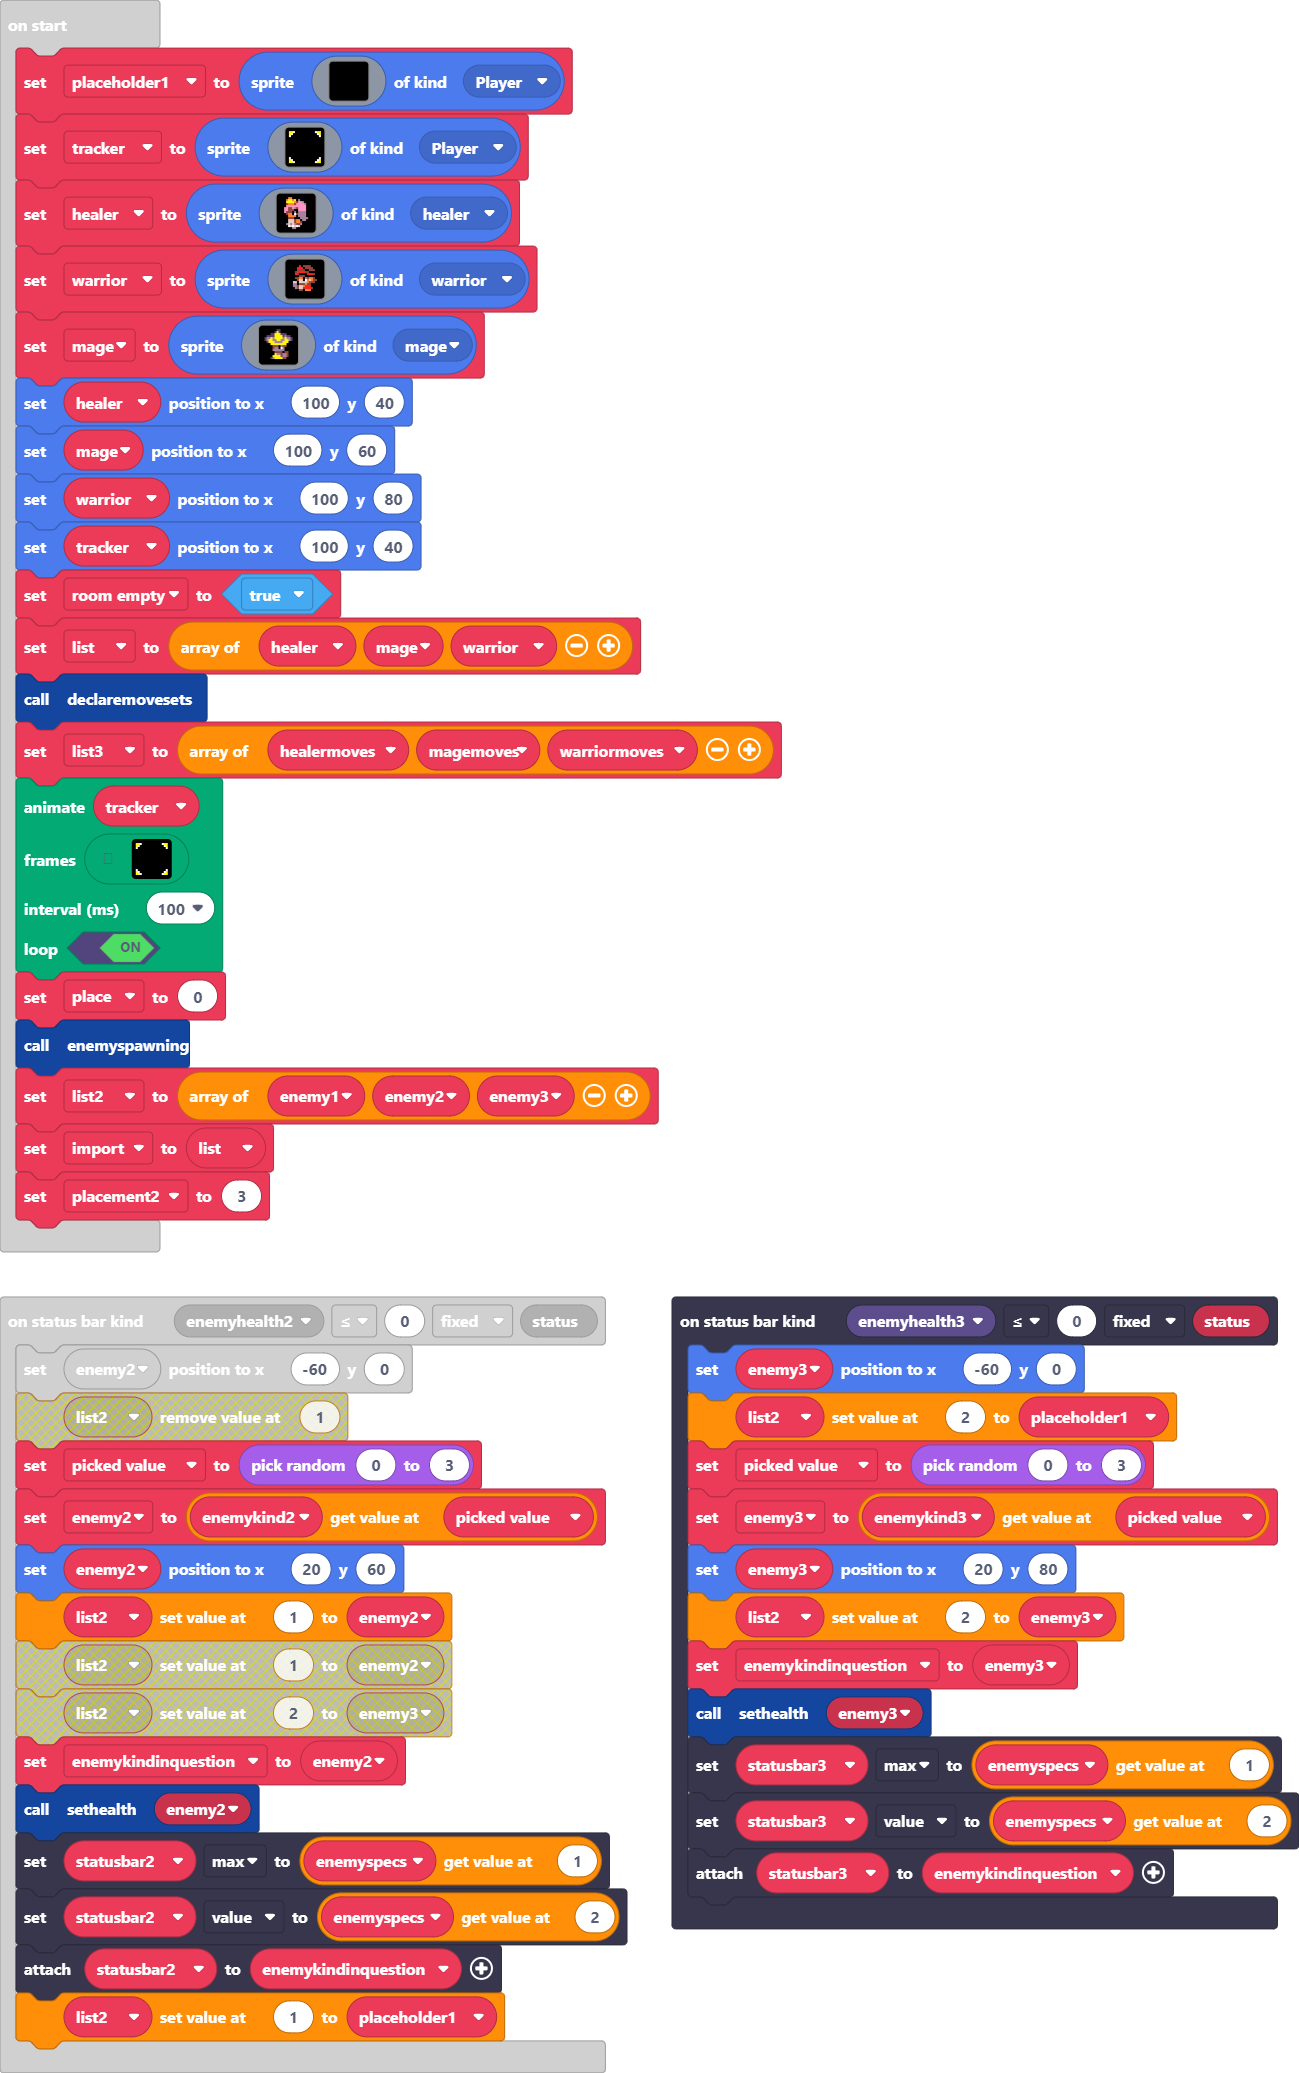 on start
set placeholder1 to sprite of kind Player
set tracker to sprite of kind Player
set healer to sprite of kind healer
set warrior to sprite of kind warrior
set mage to sprite of kind mage
set healer position to x 100 y 40
set mage position to x 100 y 60
set warrior position to x 100 y 80
set tracker position to x 100 y 40
set room empty to true
set list to array of healer mage warrior
call declaremovesets
set list3 to array of healermoves magemoves warriormoves
animate tracker
frames
interval (ms) 100
loop ON
set place to 0
call enemyspawning
set list2 to array of enemy1 enemy2 enemy3
set import to list
set placement2 to 3
on status bar kind enemyhealth2 ≤ 0 fixed status
set enemy2 position to x -60 y 0
list2 remove value at 1
set picked value to pick random 0 to 3
set enemy2 to enemykind2 get value at picked value
set enemy2 position to x 20 y 60
list2 set value at 1 to enemy2
list2 set value at 1 to enemy2
list2 set value at 2 to enemy3
set enemykindinquestion to enemy2
call sethealth enemy2
set statusbar2 max to enemyspecs get value at 1
set statusbar2 value to enemyspecs get value at 2
attach statusbar2 to enemykindinquestion
list2 set value at 1 to placeholder1
on status bar kind enemyhealth3 ≤ 0 fixed status
set enemy3 position to x -60 y 0
list2 set value at 2 to placeholder1
set picked value to pick random 0 to 3
set enemy3 to enemykind3 get value at picked value
set enemy3 position to x 20 y 80
list2 set value at 2 to enemy3
set enemykindinquestion to enemy3
call sethealth enemy3
set statusbar3 max to enemyspecs get value at 1
set statusbar3 value to enemyspecs get value at 2
attach statusbar3 to enemykindinquestion